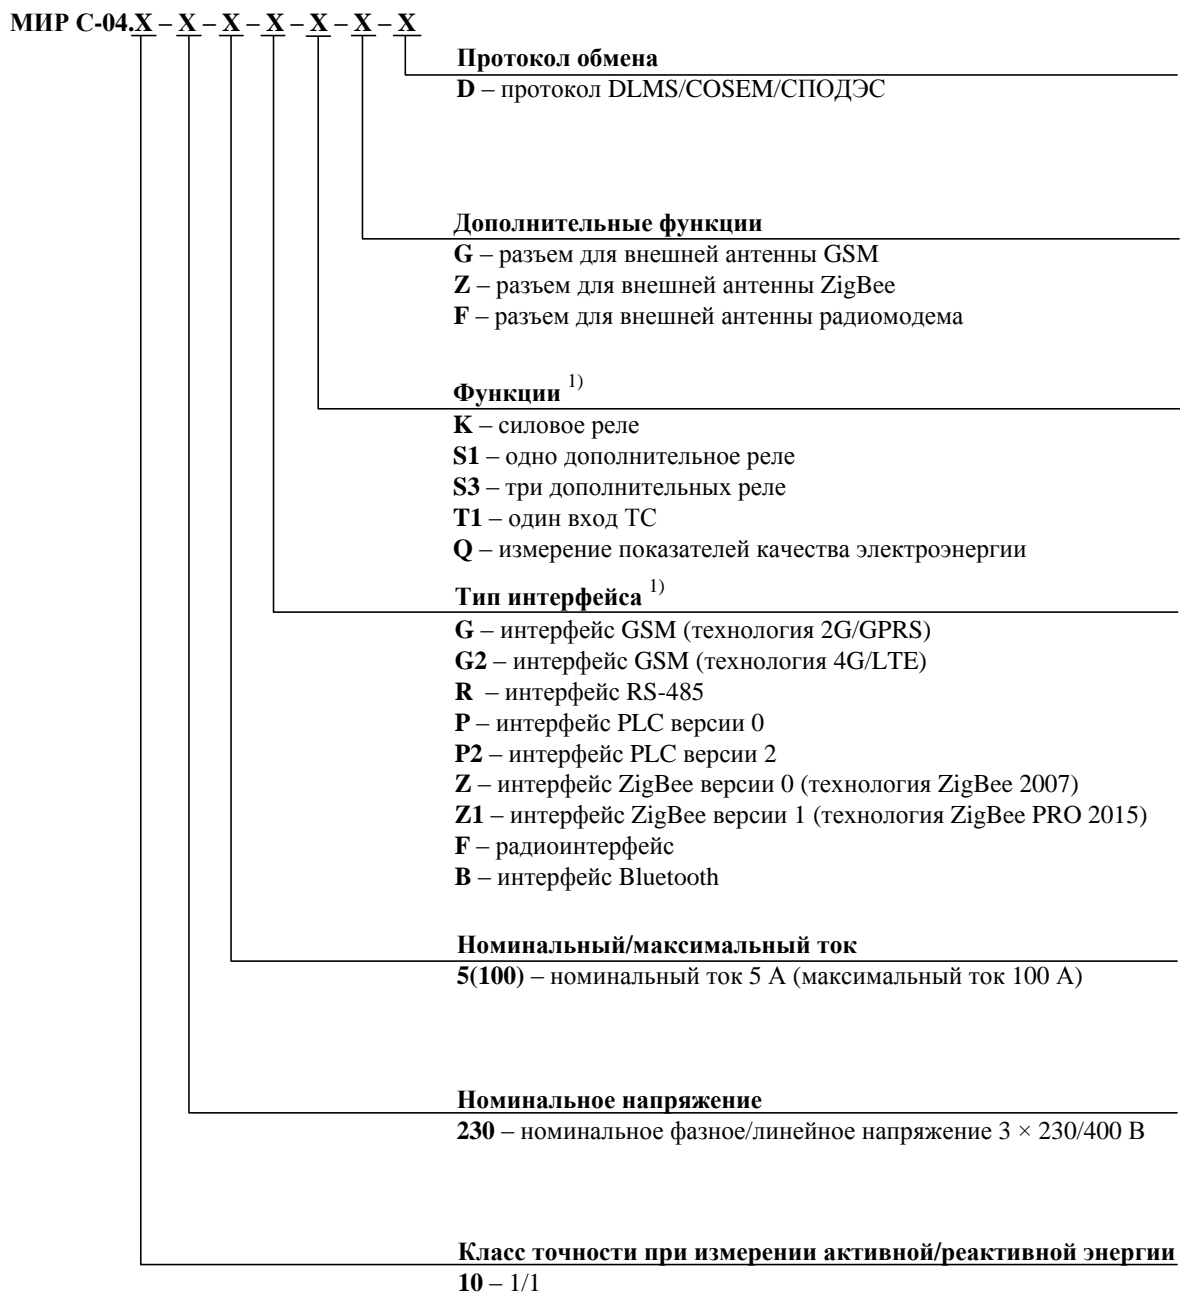 МИР С-04.X – X – X – X – X – X – X
Протокол обмена
D – протокол DLMS/COSEM/СПОДЭС
Дополнительные функции
G – разъем для внешней антенны GSM
Z – разъем для внешней антенны ZigBee
F – разъем для внешней антенны радиомодема
Функции 1)
K – силовое реле
S1 – одно дополнительное реле
S3 – три дополнительных реле
T1 – один вход ТС
Q – измерение показателей качества электроэнергии
Тип интерфейса 1)
G – интерфейс GSM (технология 2G/GPRS)
G2 – интерфейс GSM (технология 4G/LTE)
R – интерфейс RS-485
P – интерфейс PLC версии 0
P2 – интерфейс PLC версии 2
Z – интерфейс ZigBee версии 0 (технология ZigBee 2007)
Z1 – интерфейс ZigBee версии 1 (технология ZigBee PRO 2015)
F – радиоинтерфейс
B – интерфейс Bluetooth
Номинальный/максимальный ток
5(100) – номинальный ток 5 А (максимальный ток 100 А)
Номинальное напряжение
230 – номинальное фазное/линейное напряжение 3 × 230/400 В
Класс точности при измерении активной/реактивной энергии
10 – 1/1